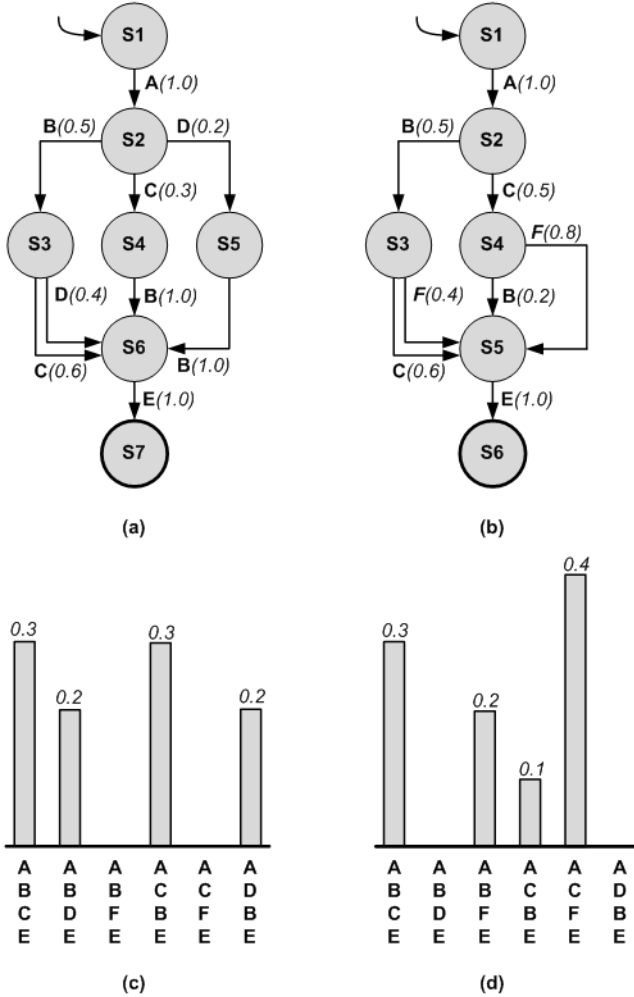 S1 S1
A(1.0) A(1.0)
B(0.5) S2 D(0.2) B(0.5) S2
C(0.3) C(0.5)
S3 S4 S5 S3 S4 F(0.8)
D(0.4) B(1.0) F(0.4) B(0.2)
S6 S5
C(0.6) B(1.0) C(0.6)
E(1.0) E(1.0)
S7 S6
(a) (b)
0.3 0.2 0.3 0.2 0.3 0.2 0.1 0.4
A A A A A A A A A A A A
B B B C C D B B B C C D
C D F B F B C D F B F B
E E E E E E E E E E E E
(c) (d)